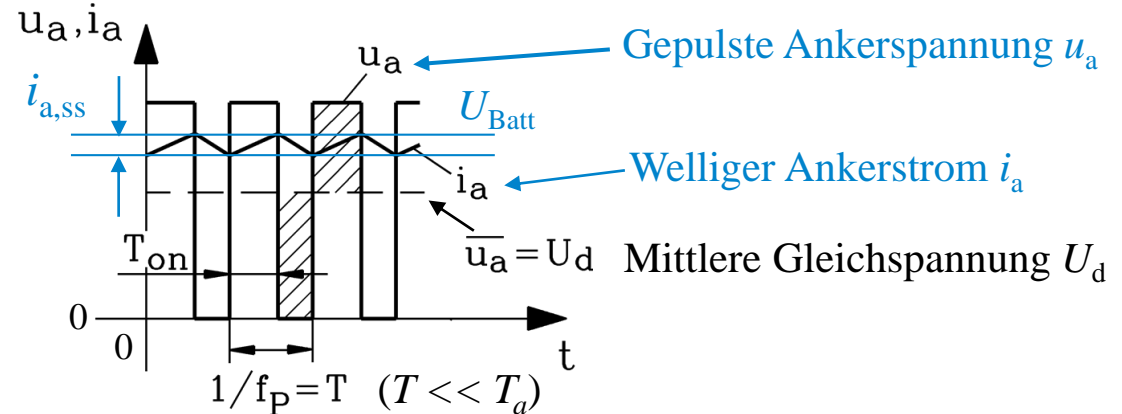 u_a, i_a
Gepulste Ankerspannung u_a
u_a
i_a,ss
U_Batt
Welliger Ankerstrom i_a
i_a
T_on
u̅_a̅ = U_d Mittlere Gleichspannung U_d
0
0
t
1/f_P = T (T << T_a)